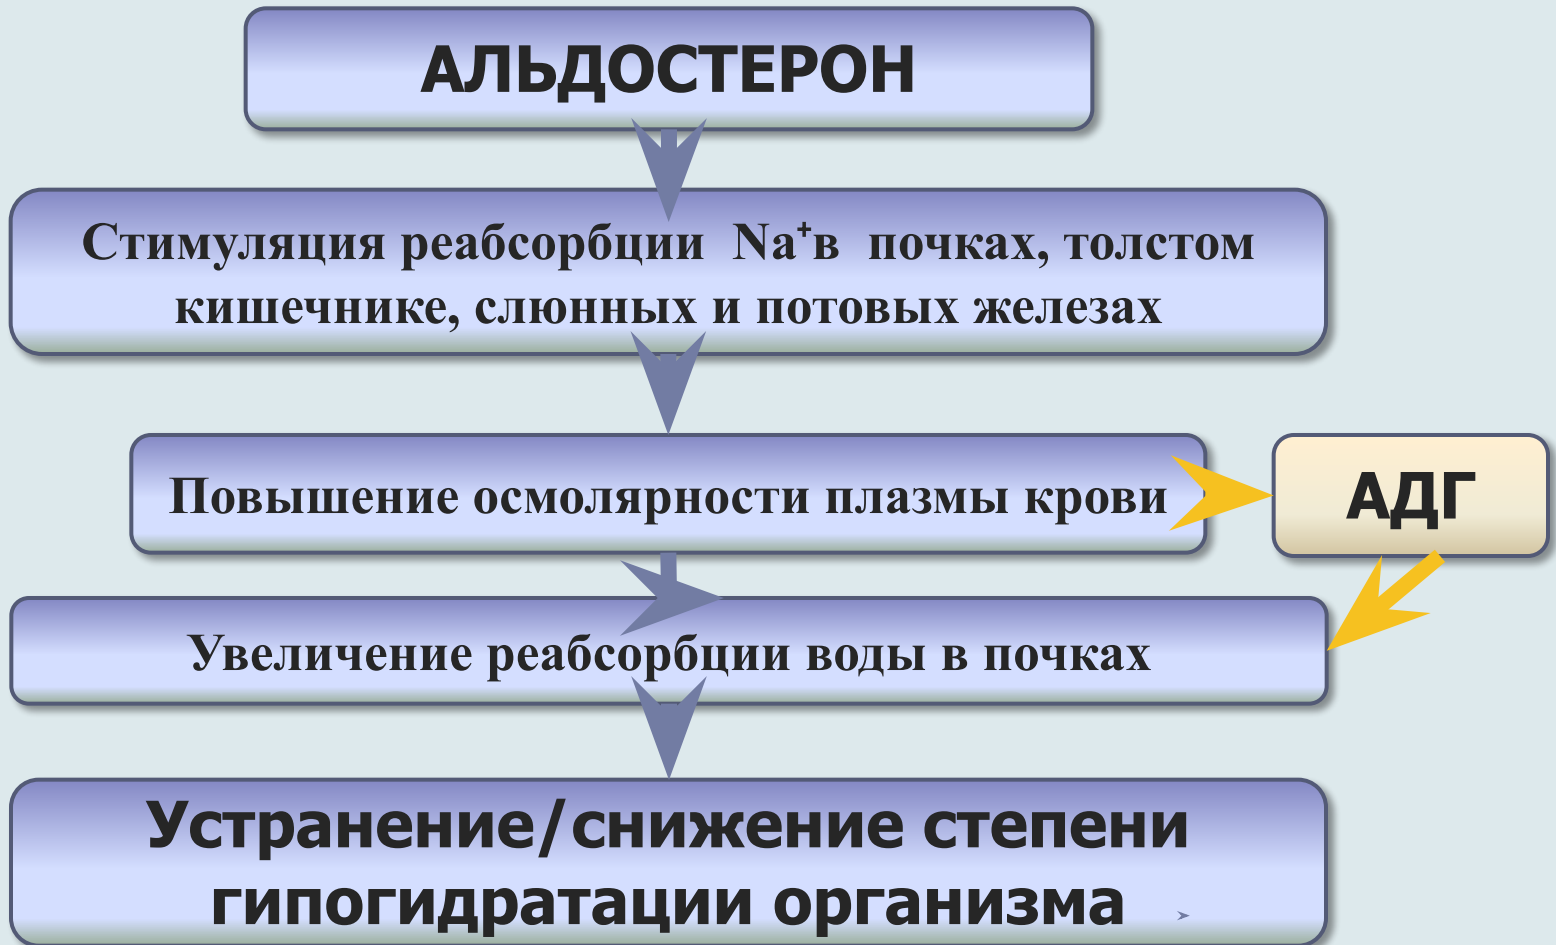 АЛЬДОСТЕРОН
Стимуляция реабсорбции Na⁺в почках, толстом
кишечнике, слюнных и потовых железах
Повышение осмолярности плазмы крови
АДГ
Увеличение реабсорбции воды в почках
Устранение/снижение степени
гипогидратации организма